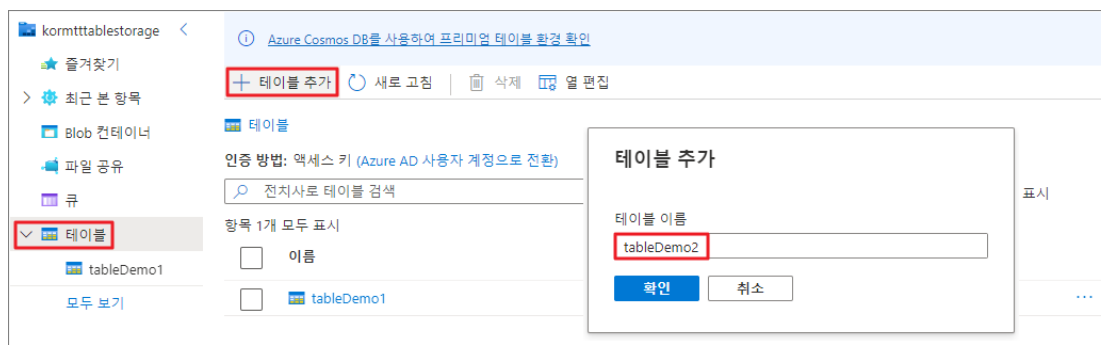 kormtttablestorage
즐겨찾기
최근 본 항목
Blob 컨테이너
파일 공유
큐
테이블
tableDemo1
모두 보기
Azure Cosmos DB를 사용하여 프리미엄 테이블 환경 확인
테이블 추가 새로 고침 삭제 열 편집
테이블
인증 방법: 액세스 키 (Azure AD 사용자 계정으로 전환)
전치사로 테이블 검색
표시
항목 1개 모두 표시
이름
tableDemo1
...
테이블 추가
테이블 이름
tableDemo2
확인 취소